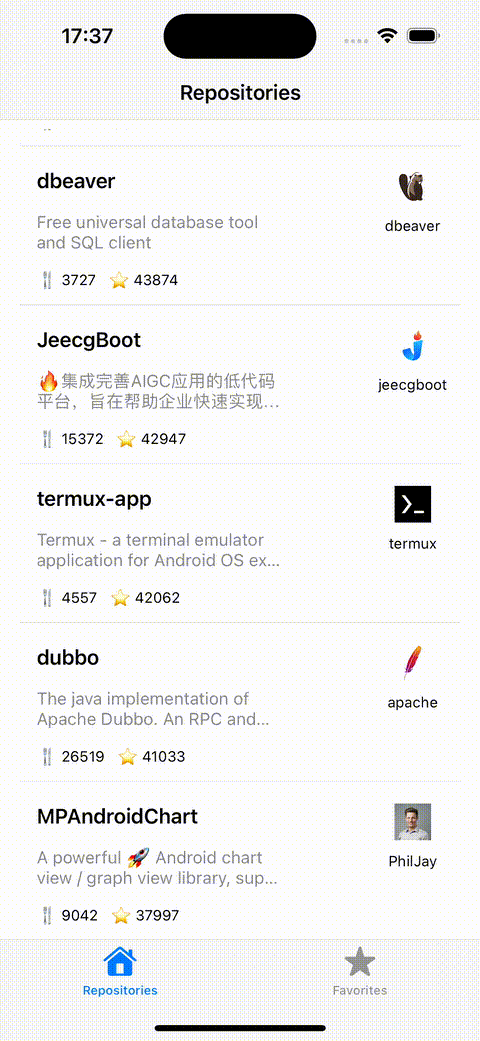 17:37
Repositories
dbeaver
Free universal database tool
and SQL client
3727 43874
dbeaver
JeecgBoot
🔥集成完善AIGC应用的低代码
平台，旨在帮助企业快速实现...
15372 42947
jeecgboot
termux-app
Termux - a terminal emulator
application for Android OS ex...
4557 42062
termux
dubbo
The java implementation of
Apache Dubbo. An RPC and...
26519 41033
apache
MPAndroidChart
A powerful 🚀 Android chart
view / graph view library, sup...
9042 37997
PhilJay
Repositories
Favorites